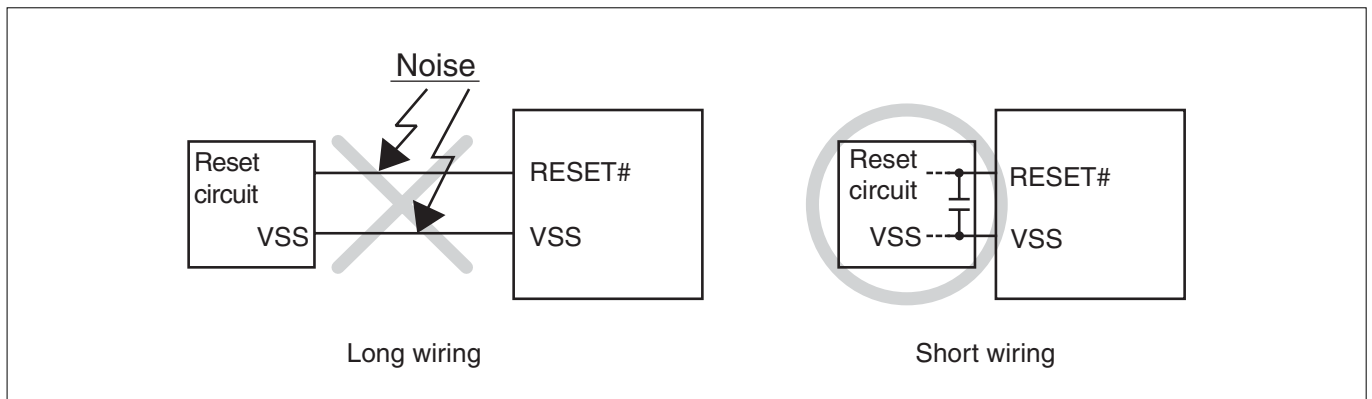 Noise
Reset
circuit
VSS
RESET#
VSS
Long wiring
Reset
circuit
VSS
RESET#
VSS
Short wiring